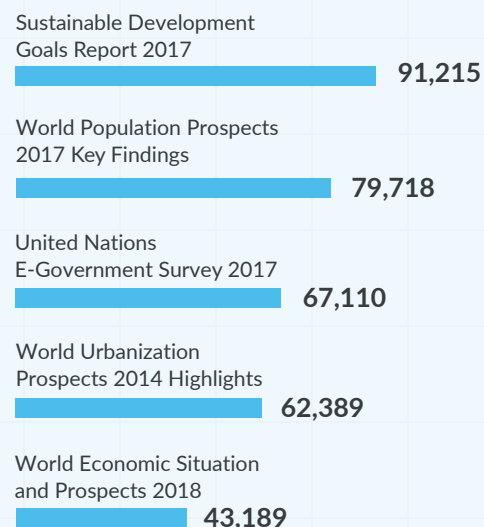 Sustainable Development
Goals Report 2017
91,215
World Population Prospects
2017 Key Findings
79,718
United Nations
E-Government Survey 2017
67,110
World Urbanization
Prospects 2014 Highlights
62,389
World Economic Situation
and Prospects 2018
43,189